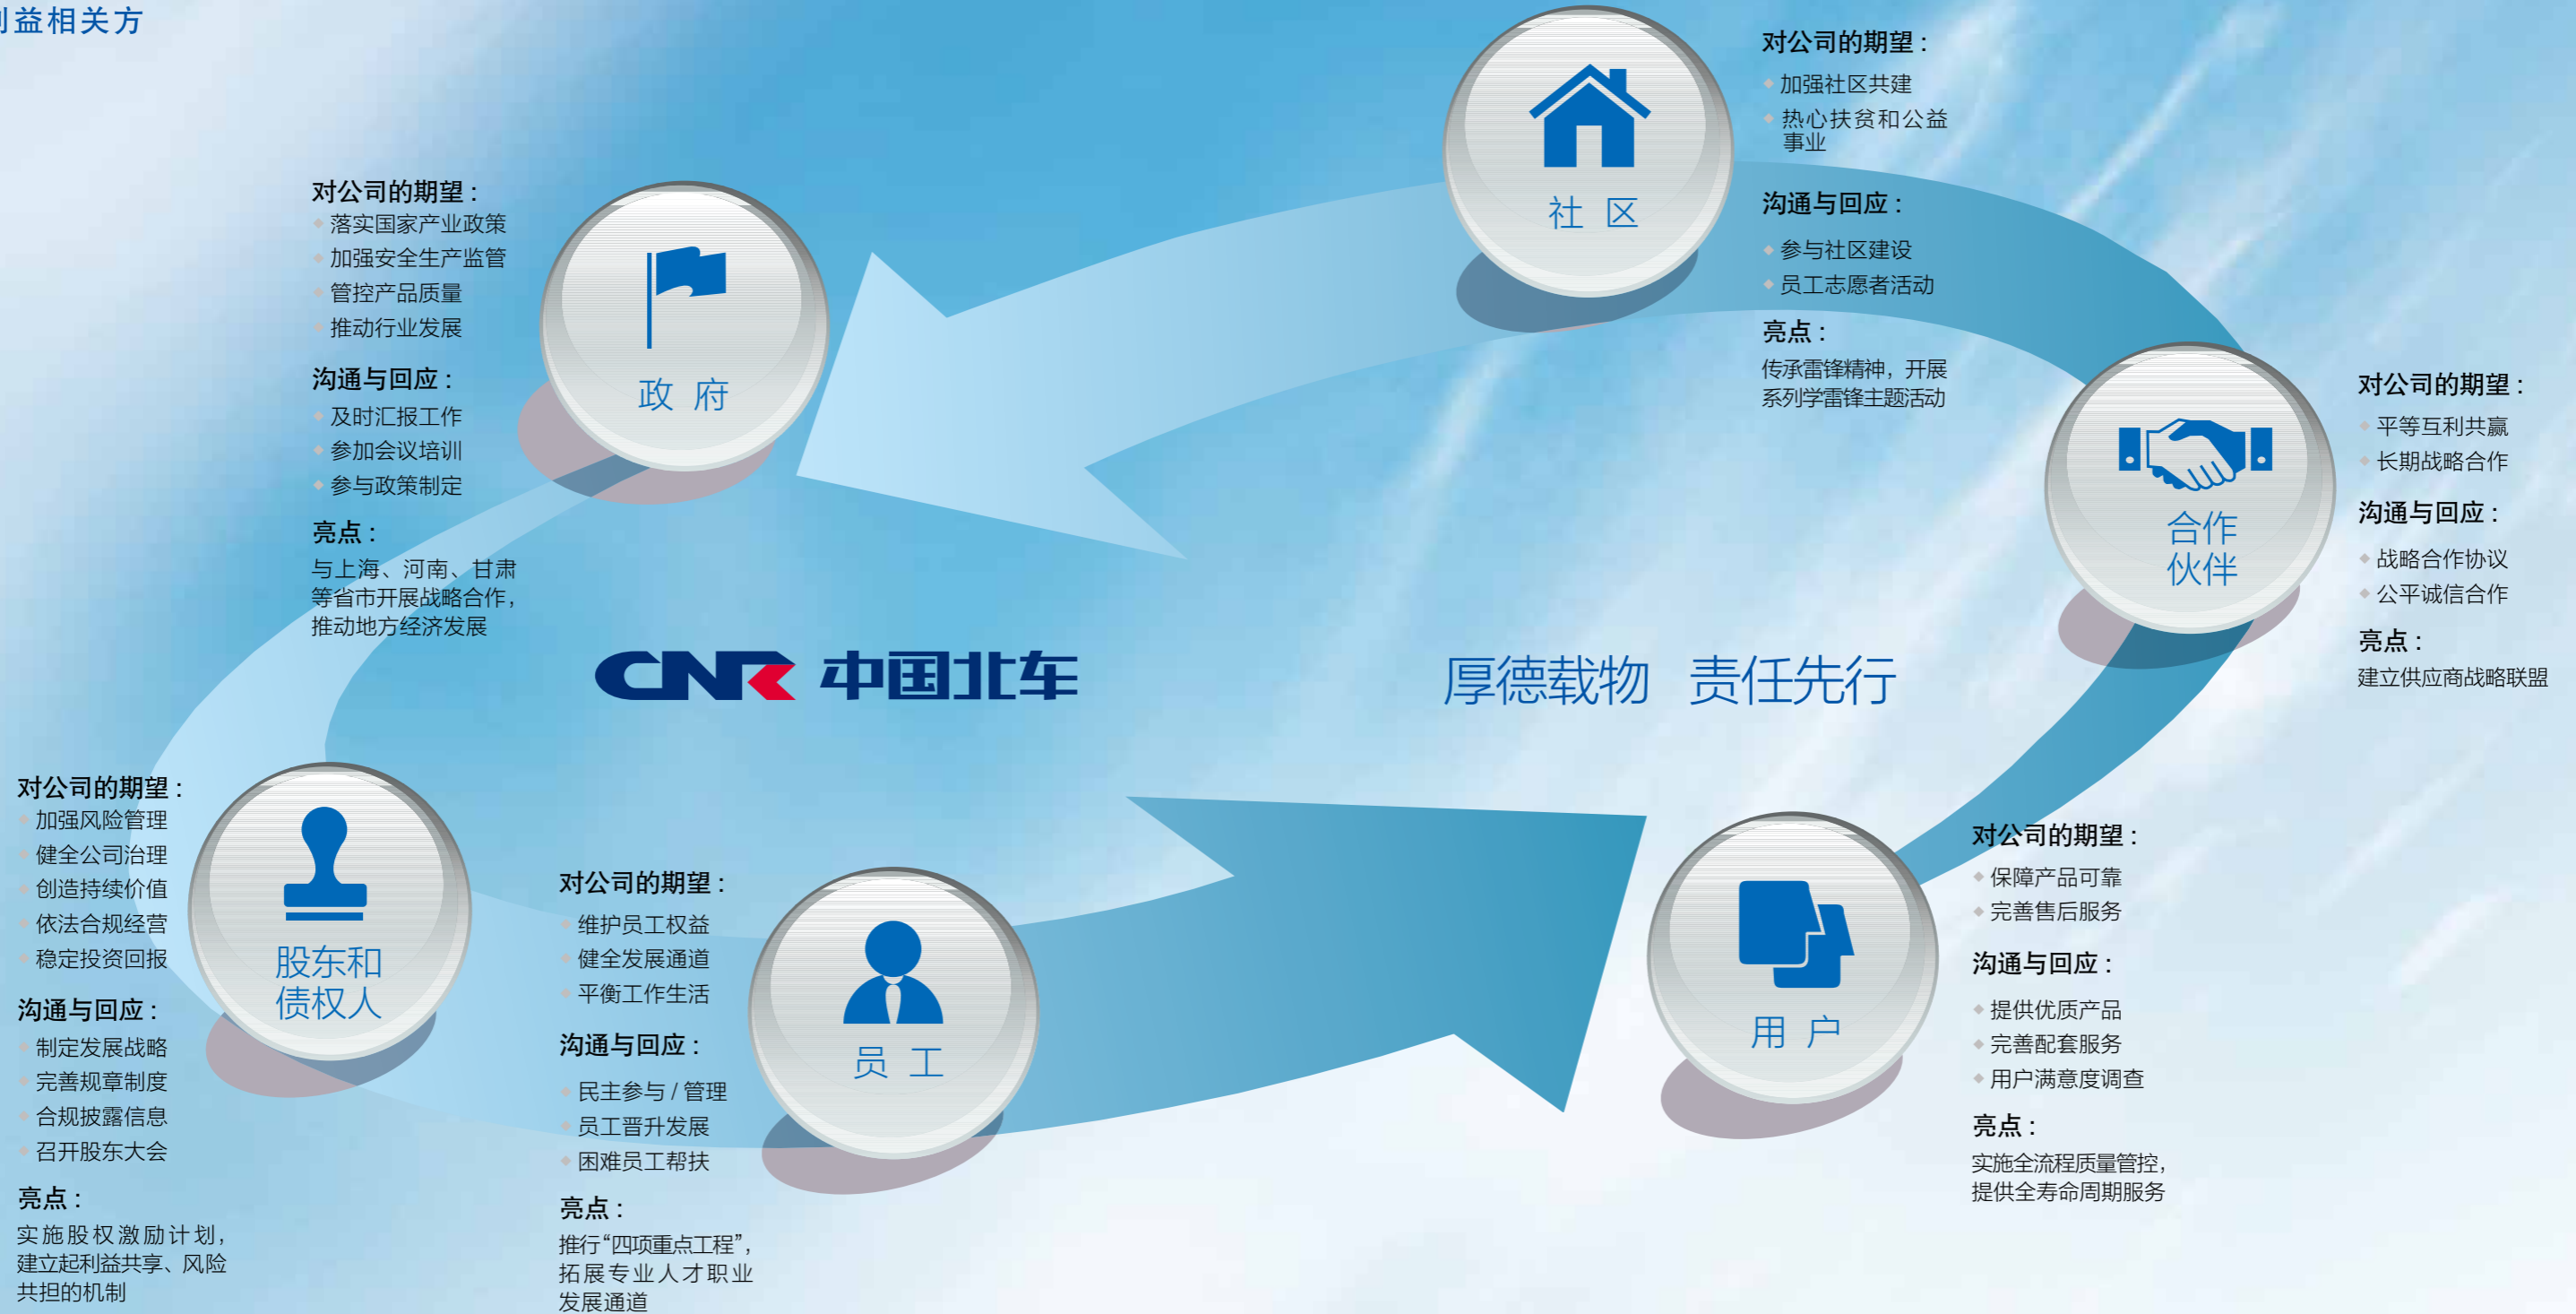 利益相关方
对公司的期望：
落实国家产业政策
加强安全生产监管
管控产品质量
推动行业发展
沟通与回应：
及时汇报工作
参加会议培训
参与政策制定
亮点：
与上海、河南、甘肃
等省市开展战略合作，
推动地方经济发展
政 府
社 区
对公司的期望：
加强社区共建
热心扶贫和公益
事业
沟通与回应：
参与社区建设
员工志愿者活动
亮点：
传承雷锋精神，开展
系列学雷锋主题活动
合作
伙伴
对公司的期望：
平等互利共赢
长期战略合作
沟通与回应：
战略合作协议
公平诚信合作
亮点：
建立供应商战略联盟
CNR 中国北车
厚德载物 责任先行
对公司的期望：
加强风险管理
健全公司治理
创造持续价值
依法合规经营
稳定投资回报
沟通与回应：
制定发展战略
完善规章制度
合规披露信息
召开股东大会
亮点：
实施股权激励计划，
建立起利益共享、风险
共担的机制
股东和
债权人
对公司的期望：
维护员工权益
健全发展通道
平衡工作生活
沟通与回应：
民主参与 / 管理
员工晋升发展
困难员工帮扶
亮点：
推行“四项重点工程”，
拓展专业人才职业
发展通道
员 工
用 户
对公司的期望：
保障产品可靠
完善售后服务
沟通与回应：
提供优质产品
完善配套服务
用户满意度调查
亮点：
实施全流程质量管控，
提供全寿命周期服务